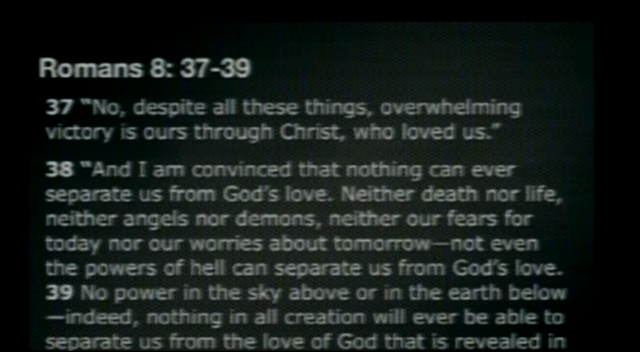 Romans 8: 37-39
37 “No, despite all these things, overwhelming
victory is ours through Christ, who loved us.”
38 “And I am convinced that nothing can ever
separate us from God’s love. Neither death nor life,
neither angels nor demons, neither our fears for
today nor our worries about tomorrow—not even
the powers of hell can separate us from God’s love.
39 No power in the sky above or in the earth below
—indeed, nothing in all creation will ever be able to
separate us from the love of God that is revealed in